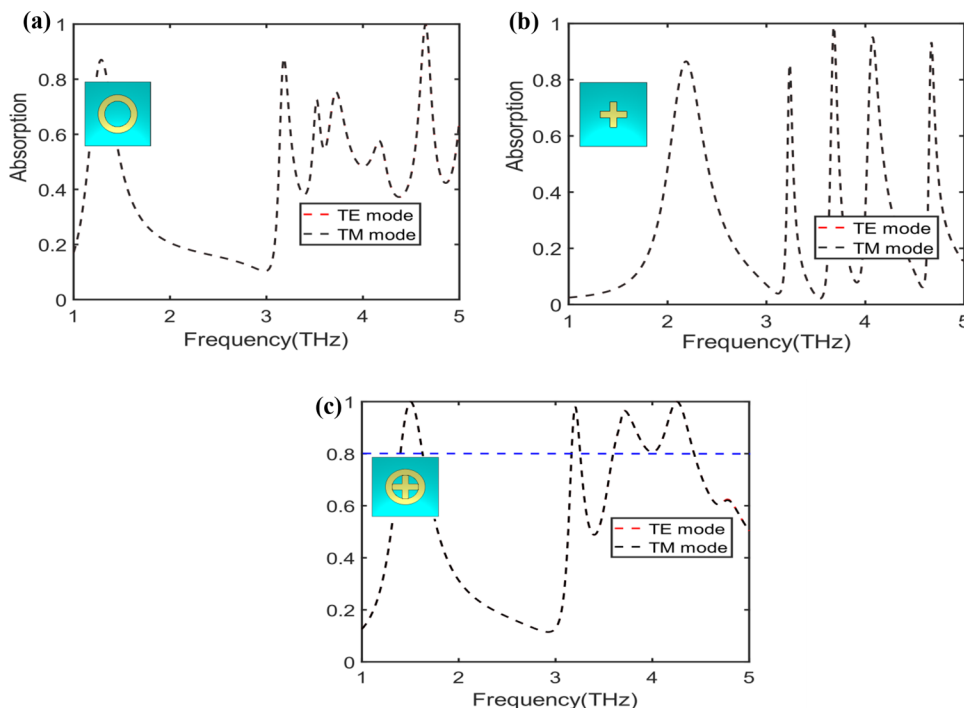 (a)
1
0.8
0.6
0.4
0.2
0
Absorption
TE mode
TM mode
1 2 3 4 5
Frequency(THz)
(b)
1
0.8
0.6
0.4
0.2
0
Absorption
TE mode
TM mode
1 2 3 4 5
Frequency(THz)
(c)
1
0.8
0.6
0.4
0.2
0
TE mode
TM mode
1 2 3 4 5
Frequency(THz)